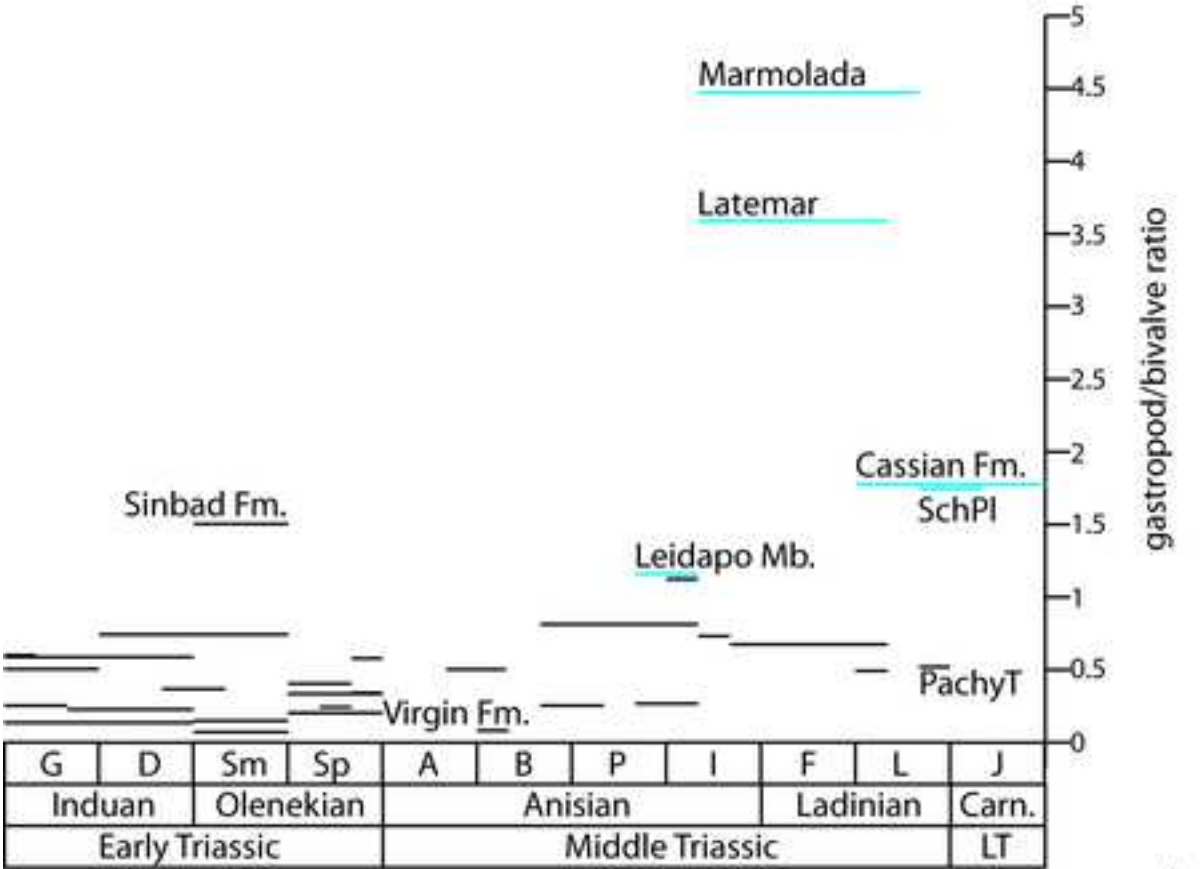 5
Marmolada
4.5
4
Latemar
3.5
3
2.5
gastropod/bivalve ratio
2
Cassian Fm.
Sinbad Fm.
SchPl
1.5
Leidapo Mb.
1
0.5
PachyT
Virgin Fm.
0
G D Sm Sp A B P I F L J
Induan Olenekian Anisian Ladinian Carn.
Early Triassic Middle Triassic LT